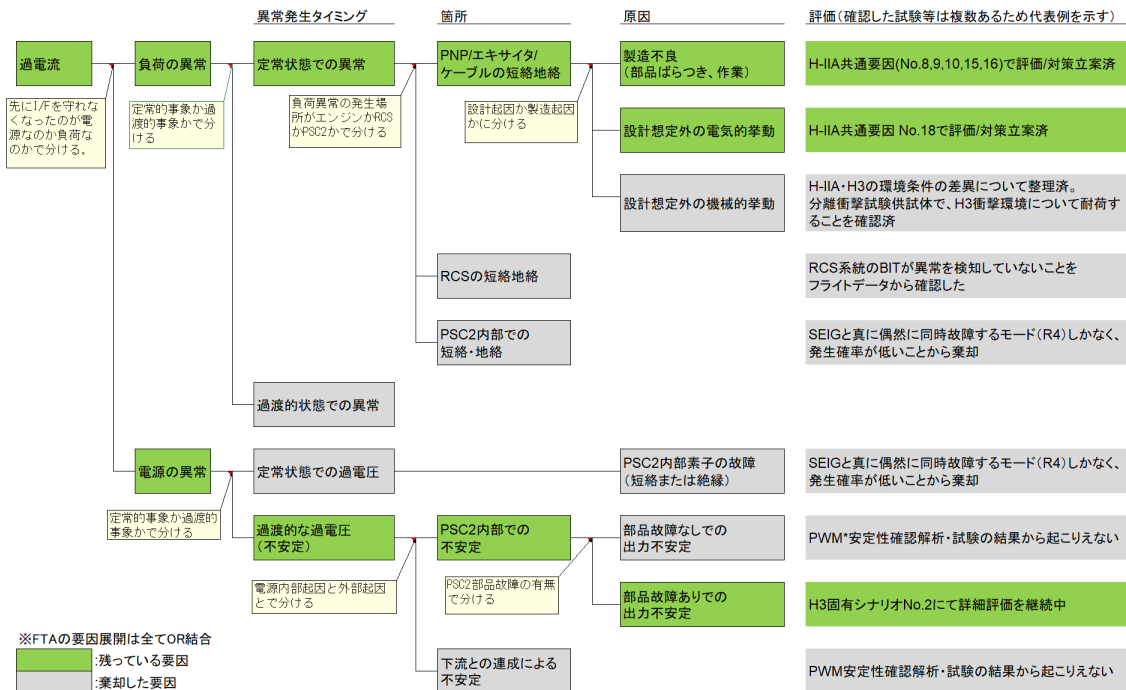 異常発生タイミング
箇所
原因
評価(確認した試験等は複数あるため代表例を示す)
過電流
負荷の異常
定常状態での異常
PNP/エキサイタ/
ケーブルの短絡地絡
製造不良
(部品ばらつき、作業)
H-IIA共通要因(No.8,9,10,15,16)で評価/対策立案済
先にI/Fを守れな
くなったのが電
源なのか負荷な
のかで分ける。
定常的事象か過
渡的事象かで分
ける
負荷異常の発生場
所がエンジンかRCS
かPSC2かで分ける
設計起因か製造起因
かに分ける
設計想定外の電気的挙動
H-IIA共通要因 No.18で評価/対策立案済
設計想定外の機械的挙動
H-IIA・H3の環境条件の差異について整理済。
分離衝撃試験供試体で、H3衝撃環境について耐荷す
ることを確認済
RCSの短絡地絡
RCS系統のBITが異常を検知していないことを
フライトデータから確認した
PSC2内部での
短絡・地絡
SEIGと真に偶然に同時故障するモード(R4)しかなく、
発生確率が低いことから棄却
過渡的状態での異常
電源の異常
定常状態での過電圧
PSC2内部素子の故障
(短絡または絶縁)
SEIGと真に偶然に同時故障するモード(R4)しかなく、
発生確率が低いことから棄却
定常的事象か過渡的
事象かで分ける
過渡的な過電圧
(不安定)
PSC2内部での
不安定
部品故障なしでの
出力不安定
PWM*安定性確認解析・試験の結果から起こりえない
電源内部起因と外部起因
とで分ける
PSC2部品故障の有無
で分ける
部品故障ありでの
出力不安定
H3固有シナリオNo.2にて詳細評価を継続中
下流との連成による
不安定
PWM安定性確認解析・試験の結果から起こりえない
※FTAの要因展開は全てOR結合
:残っている要因
:棄却した要因